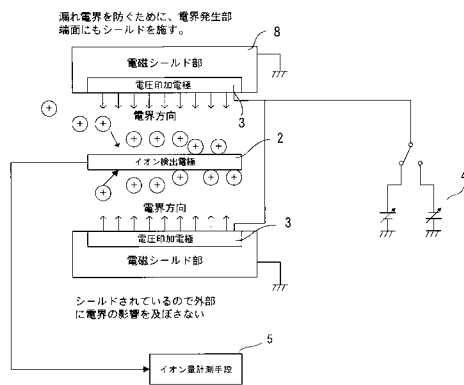 漏れ電界を防ぐために、電界発生部
端面にもシールドを施す。
8
電磁シールド部
電圧印加電極
3
電界方向
2
イオン検出電極
4
電界方向
電圧印加電極
3
電磁シールド部
シールドされているので外部
に電界の影響を及ぼさない
5
イオン量計測手段